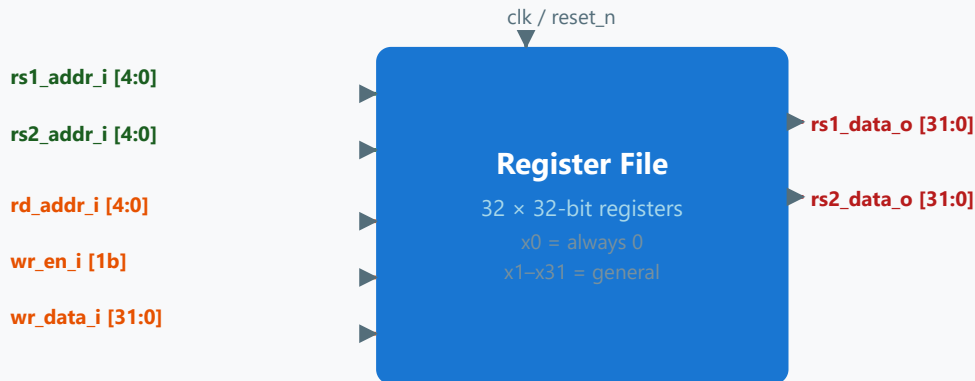 clk / reset_n
rs1_addr_i [4:0]
rs2_addr_i [4:0]
rd_addr_i [4:0]
wr_en_i [1b]
wr_data_i [31:0]
Register File
32 × 32-bit registers
x0 = always 0
x1–x31 = general
rs1_data_o [31:0]
rs2_data_o [31:0]